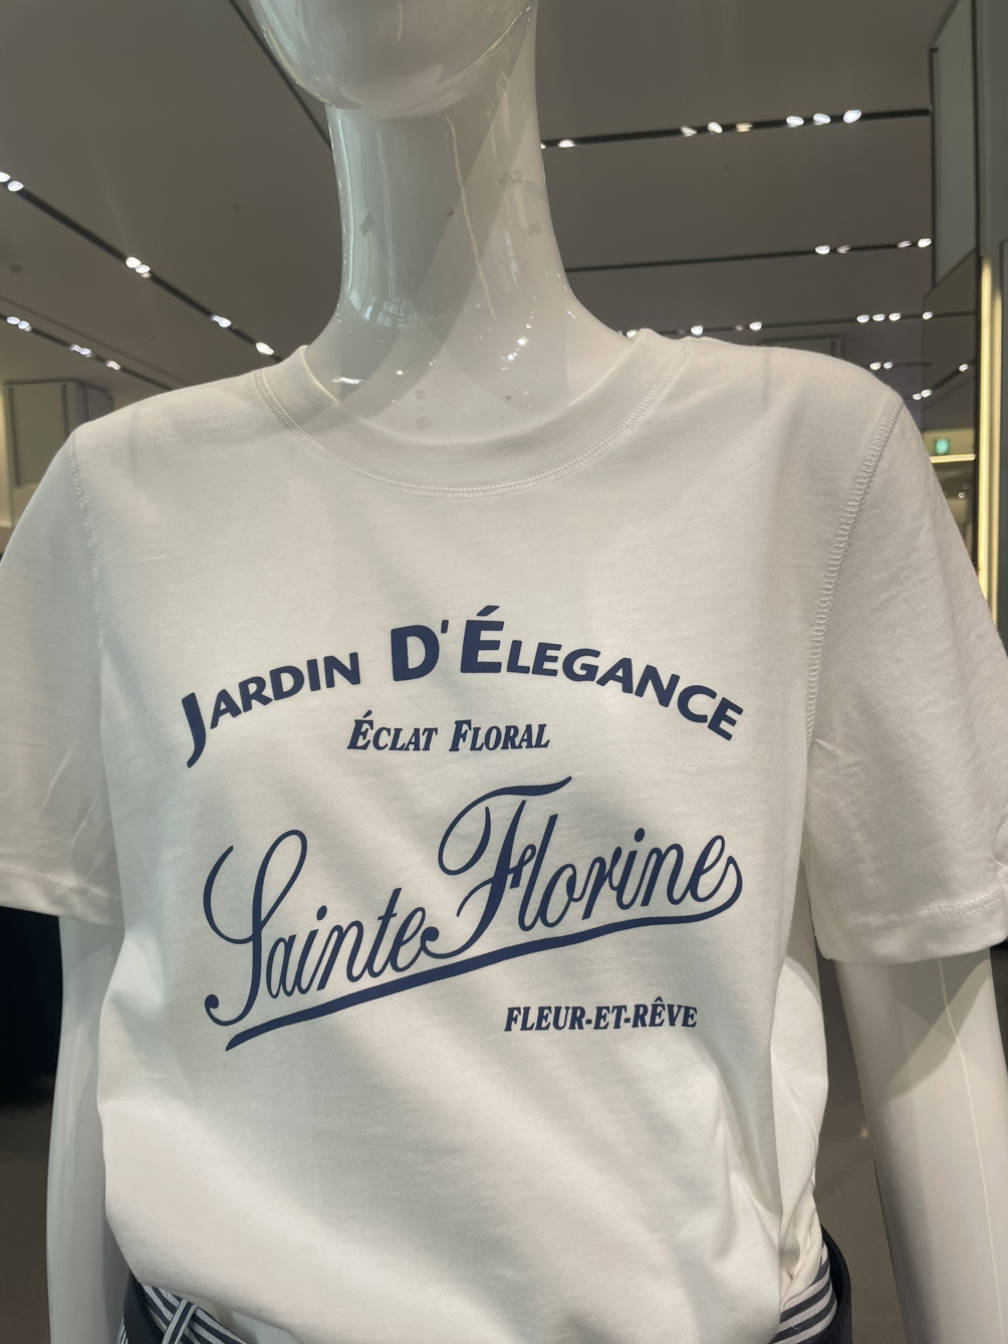 JARDIN D'ÉLEGANCE
ÉCLAT FLORAL
Sainte Florine
FLEUR-ET-RÊVE